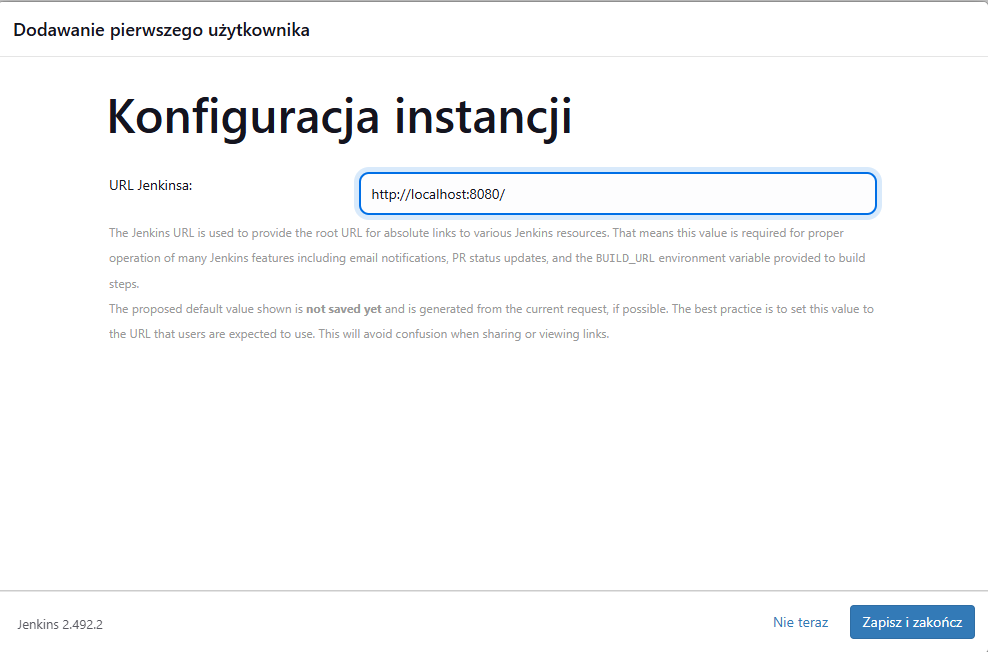 Dodawanie pierwszego użytkownika
Konfiguracja instancji
URL Jenkinsa:
http://localhost:8080/
The Jenkins URL is used to provide the root URL for absolute links to various Jenkins resources. That means this value is required for proper
operation of many Jenkins features including email notifications, PR status updates, and the BUILD_URL environment variable provided to build
steps.
The proposed default value shown is not saved yet and is generated from the current request, if possible. The best practice is to set this value to
the URL that users are expected to use. This will avoid confusion when sharing or viewing links.
Jenkins 2.492.2
Nie teraz
Zapisz i zakończ